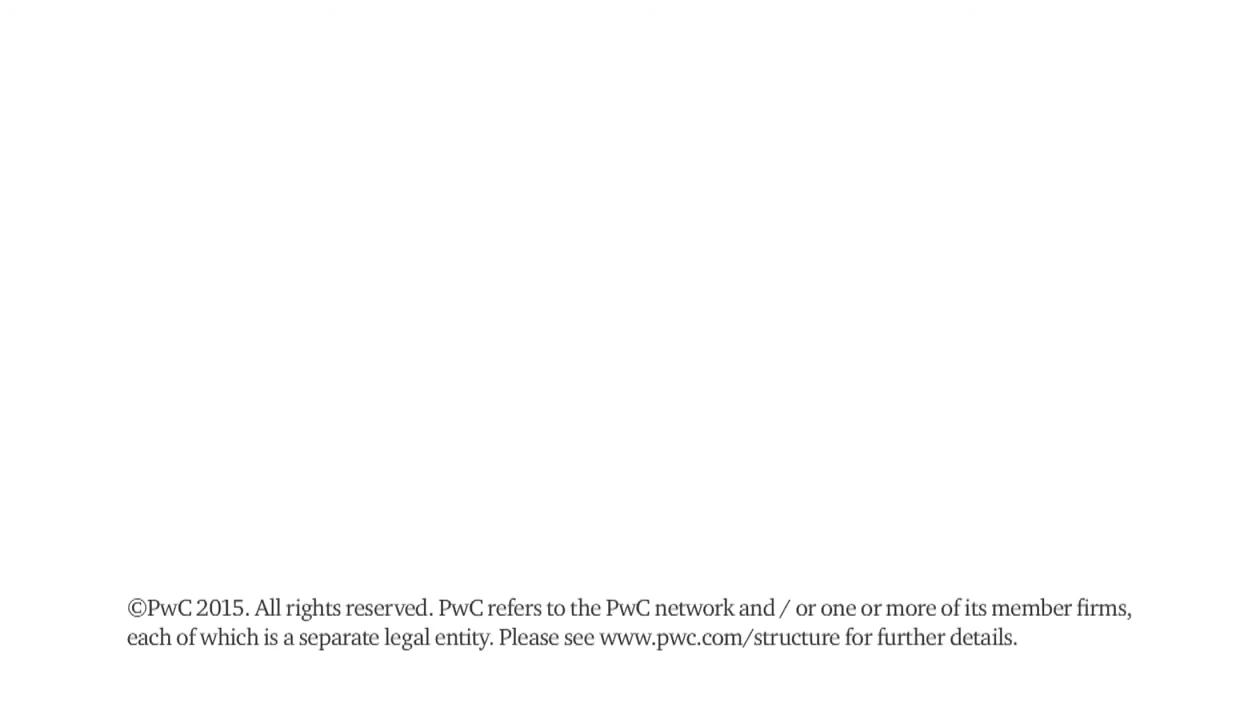 ©PwC 2015. All rights reserved. PwC refers to the PwC network and / or one or more of its member firms,
each of which is a separate legal entity. Please see www.pwc.com/structure for further details.